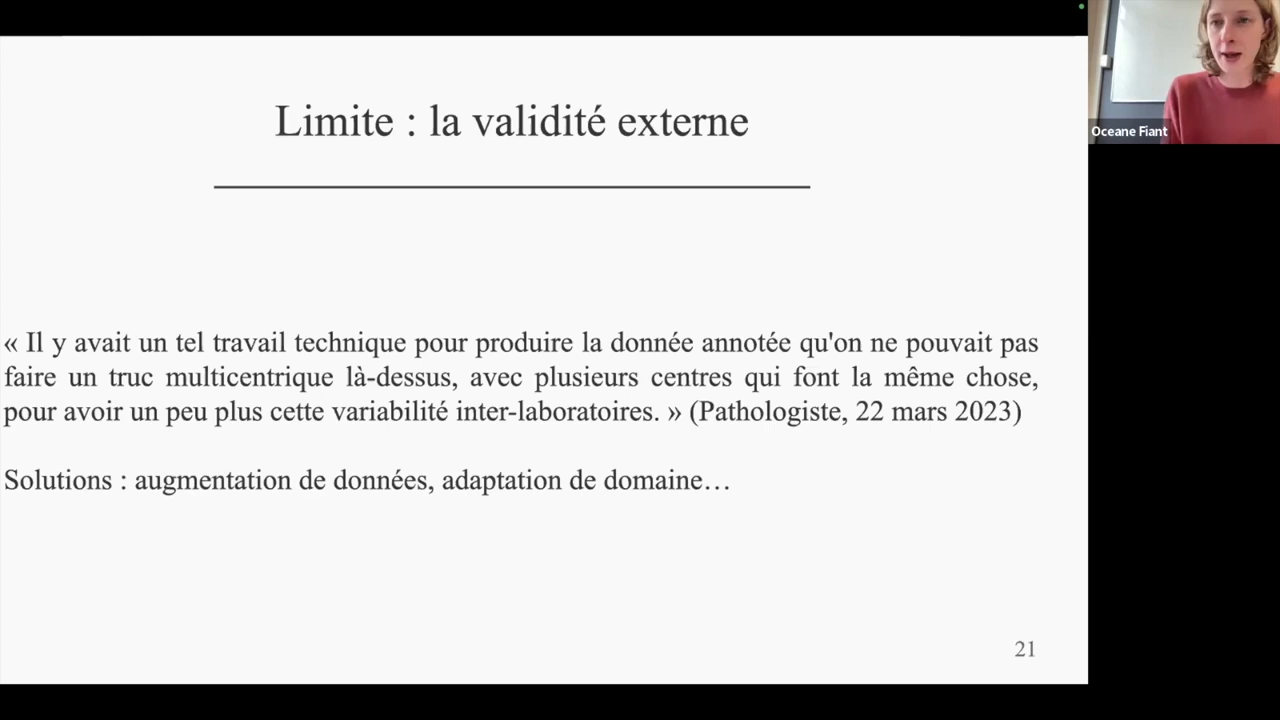 Limite : la validité externe
Oceane Fiant
« Il y avait un tel travail technique pour produire la donnée annotée qu'on ne pouvait pas
faire un truc multicentrique là-dessus, avec plusieurs centres qui font la même chose,
pour avoir un peu plus cette variabilité inter-laboratoires. » (Pathologiste, 22 mars 2023)
Solutions : augmentation de données, adaptation de domaine…
21